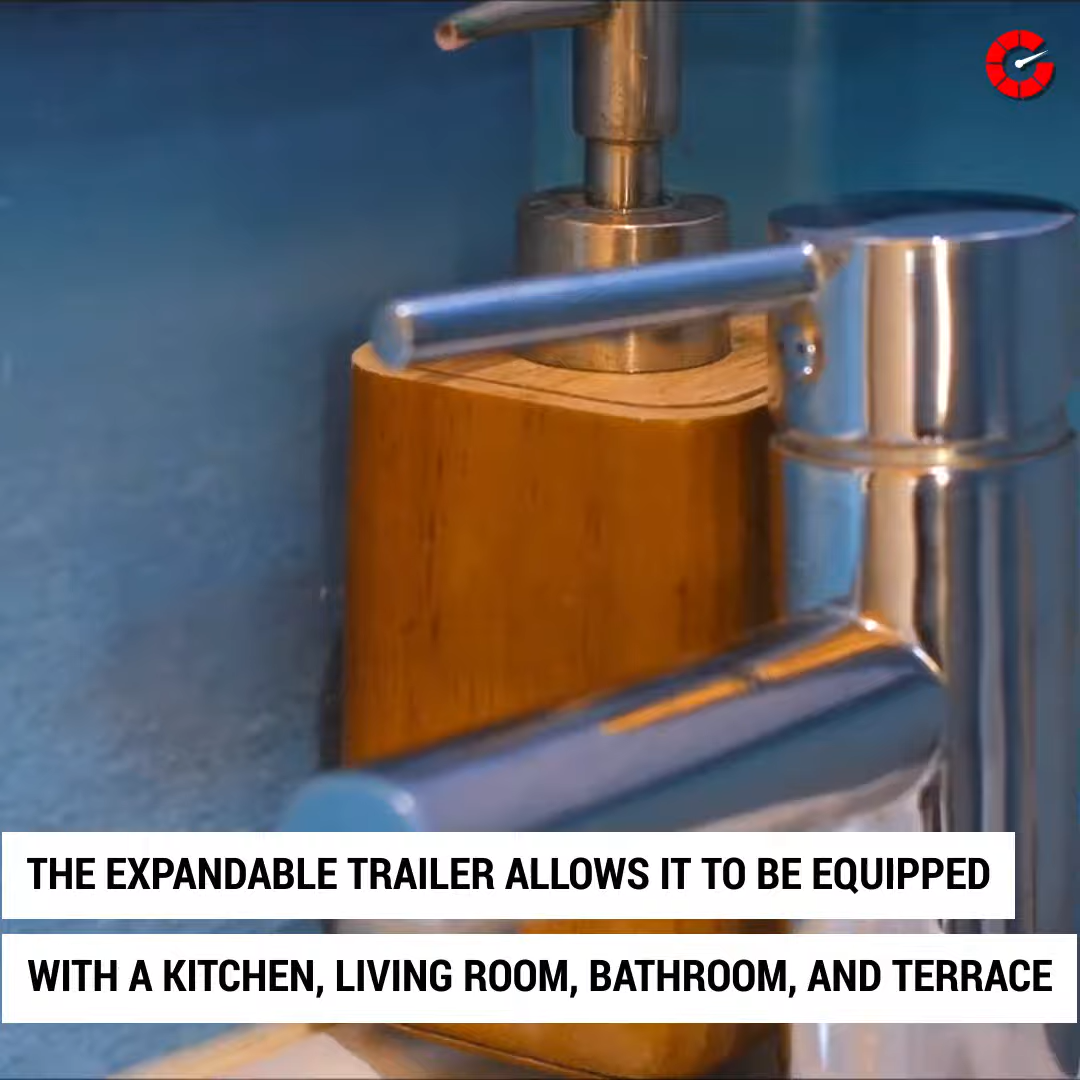 THE EXPANDABLE TRAILER ALLOWS IT TO BE EQUIPPED
WITH A KITCHEN, LIVING ROOM, BATHROOM, AND TERRACE